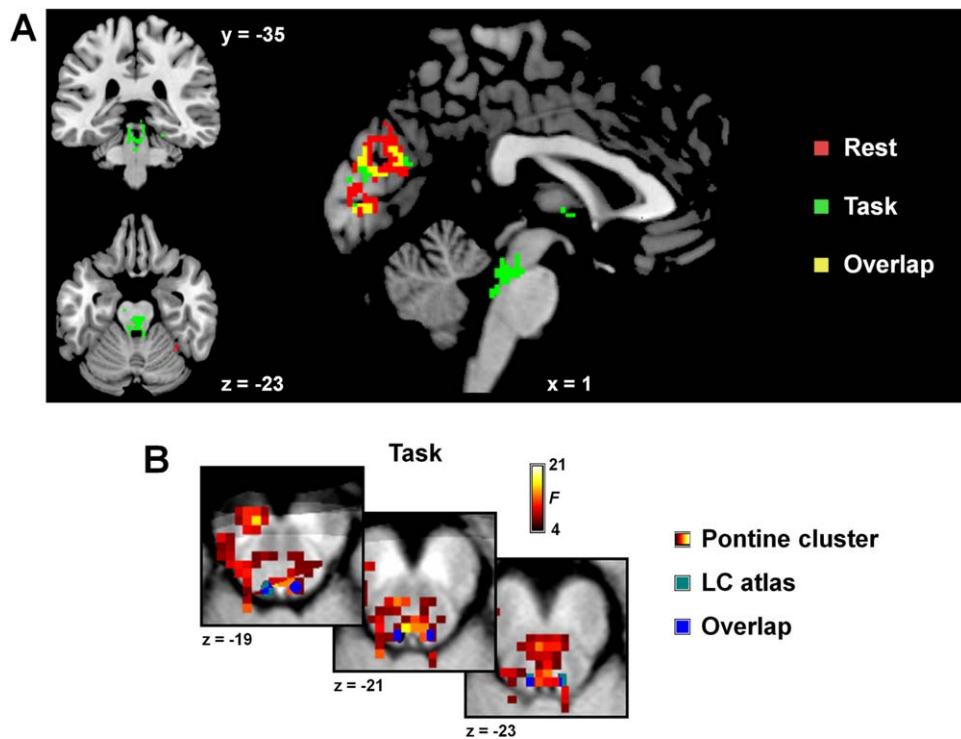 A
y = -35
Rest
Task
Overlap
z = -23
x = 1
B
Task
21
F
4
Pontine cluster
LC atlas
Overlap
z = -19
z = -21
z = -23